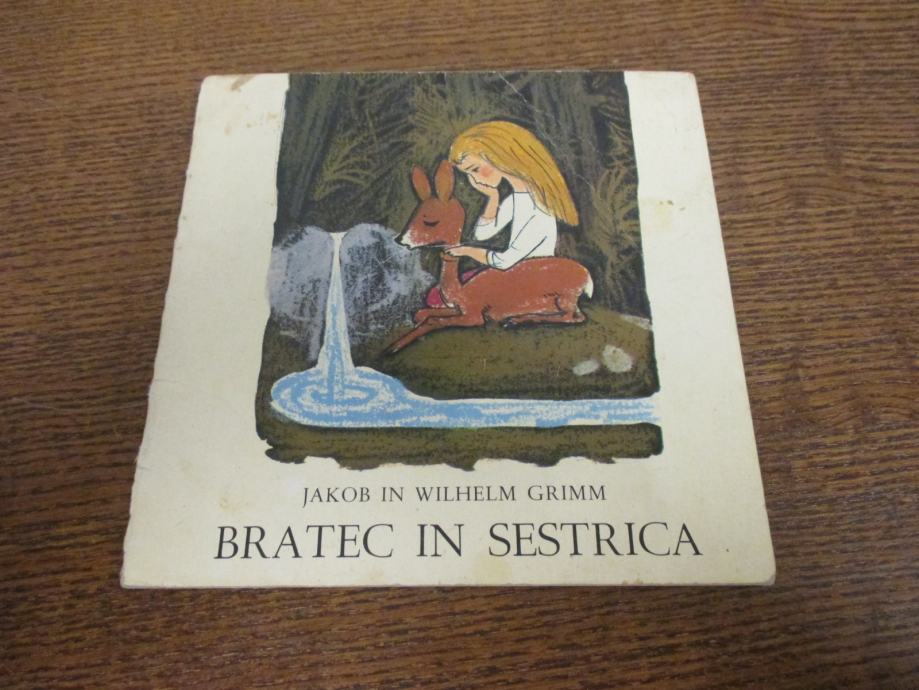 JAKOB IN WILHELM GRIMM
BRATEC IN SESTRICA